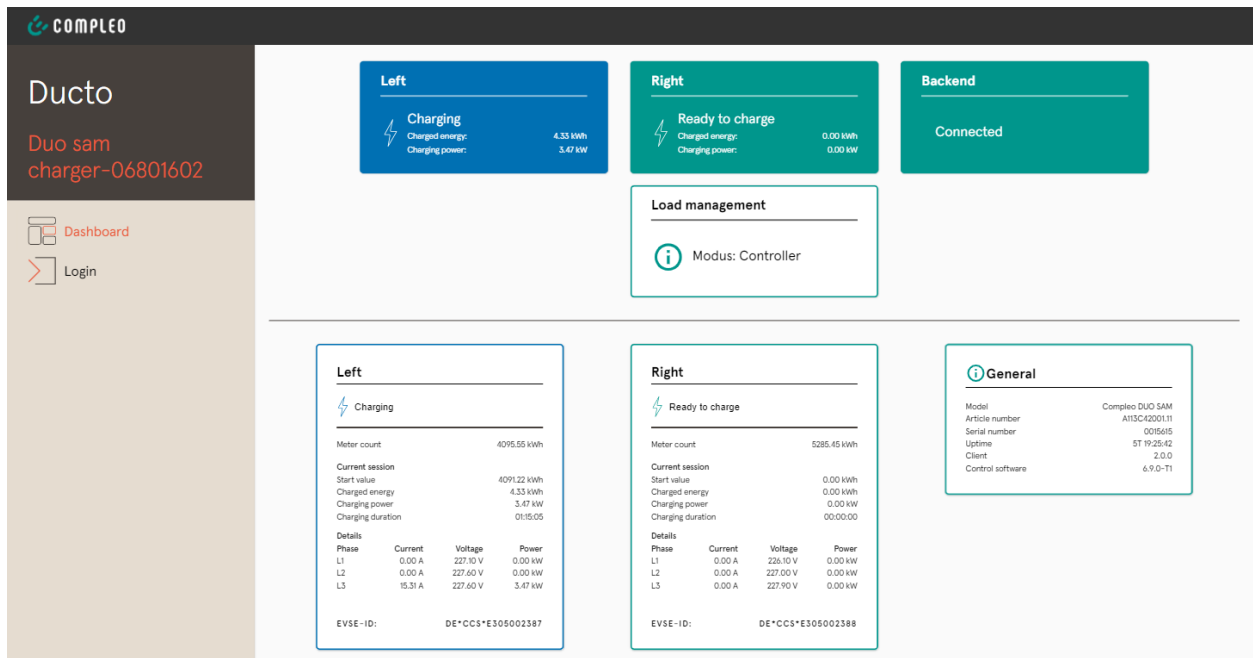 COMPLEO
Ducto
Duo sam
charger-06801602
Dashboard
Login
Left
Charging
Charged energy: 4.33 kWh
Charging power: 3.47 kW
Right
Ready to charge
Charged energy: 0.00 kWh
Charging power: 0.00 kW
Backend
Connected
Load management
Modus: Controller
Left
Charging
Meter count 4095.55 kWh
Current session
Start value 4091.22 kWh
Charged energy 4.33 kWh
Charging power 3.47 kW
Charging duration 01:15:05
Details
Phase Current Voltage Power
L1 0.00 A 227.10 V 0.00 kW
L2 0.00 A 227.60 V 0.00 kW
L3 15.31 A 227.60 V 3.47 kW
EVSE-ID: DE*CCS*E305002387
Right
Ready to charge
Meter count 5285.45 kWh
Current session
Start value 0.00 kWh
Charged energy 0.00 kWh
Charging power 0.00 kW
Charging duration 00:00:00
Details
Phase Current Voltage Power
L1 0.00 A 226.10 V 0.00 kW
L2 0.00 A 227.00 V 0.00 kW
L3 0.00 A 227.90 V 0.00 kW
EVSE-ID: DE*CCS*E305002388
General
Model Compleo DUO SAM
Article number A113C42001.11
Serial number 0015615
Uptime 5T 19:25:42
Client 2.0.0
Control software 6.9.0-T1